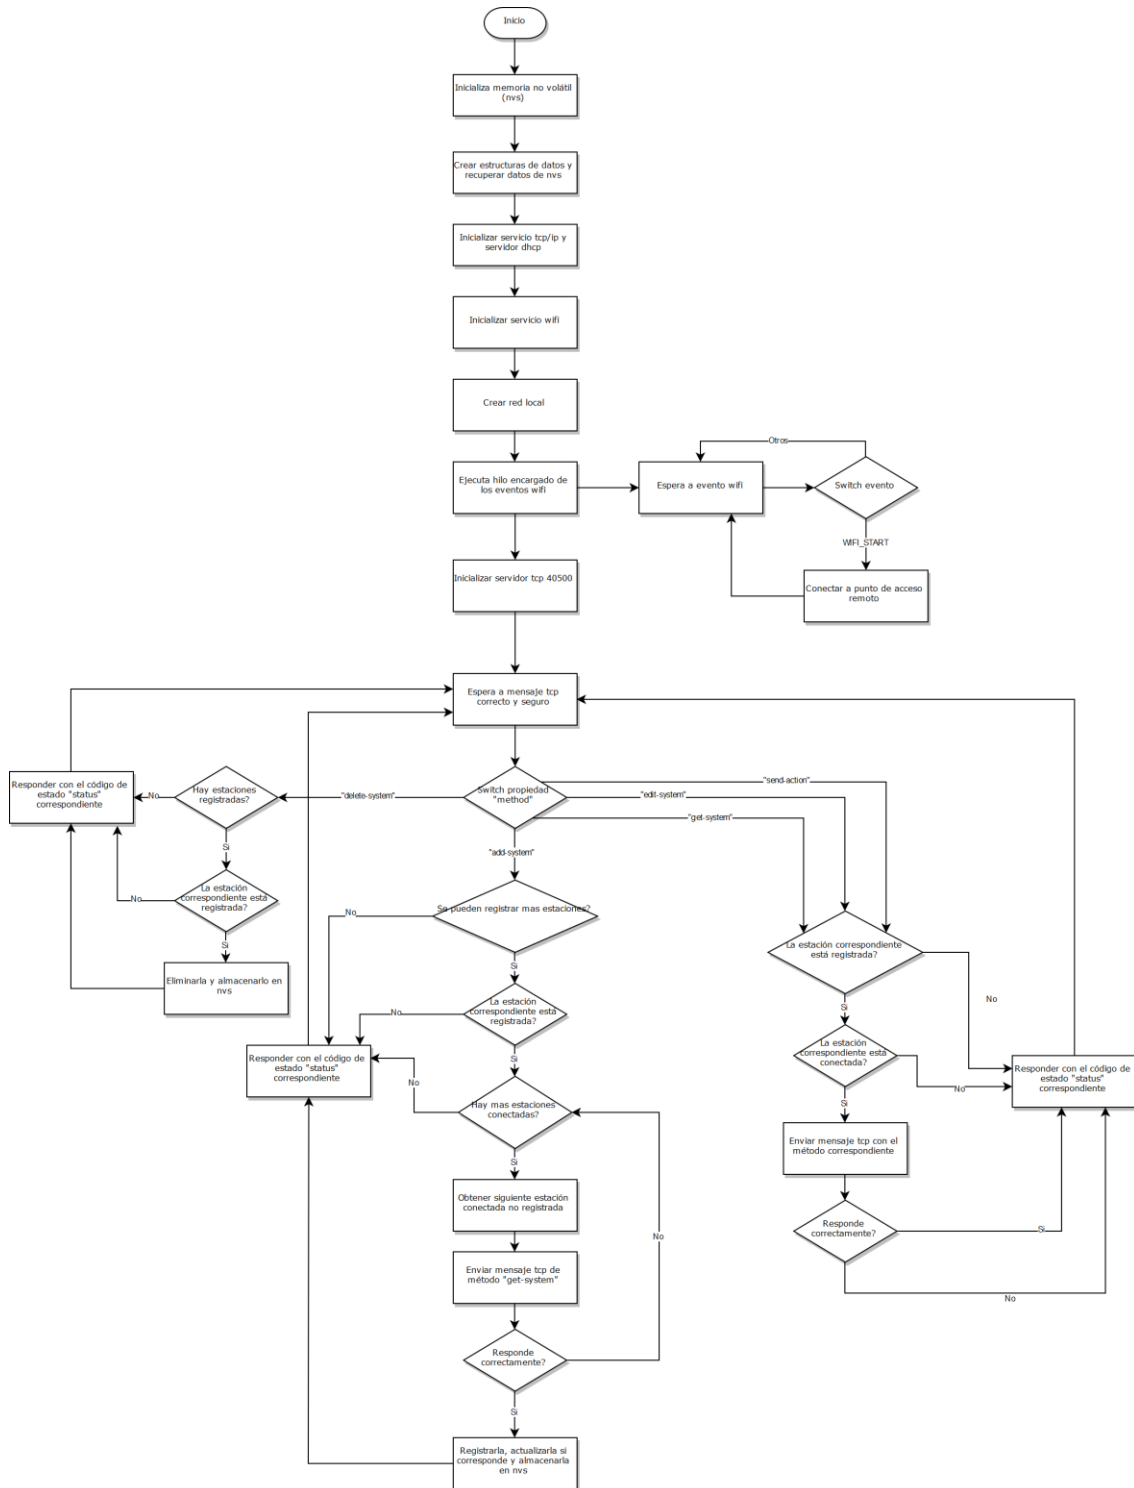 Inicio
Inicializa memoria no volátil
(nvs)
Crear estructuras de datos y
recuperar datos de nvs
Inicializar servicio tcp/ip y
servidor dhcp
Inicializar servicio wifi
Crear red local
Ejecuta hilo encargado de
los eventos wifi
Espera a evento wifi
Otros
Switch evento
WIFI_START
Conectar a punto de acceso
remoto
Inicializar servidor tcp 40500
Espera a mensaje tcp
correcto y seguro
Switch propiedad
"method"
"delete-system"
"send-action"
"edit-system"
"get-system"
"add-system"
Hay estaciones
registradas?
No
Responder con el código de
estado "status"
correspondiente
Si
La estación
correspondiente está
registrada?
No
Si
Eliminarla y almacenarlo en
nvs
Se pueden registrar mas estaciones?
No
Si
La estación
correspondiente está
registrada?
No
Si
Responder con el código de
estado "status"
correspondiente
Hay mas estaciones
conectadas?
No
Si
Obtener siguiente estación
conectada no registrada
Enviar mensaje tcp de
método "get-system"
Responde
correctamente?
No
Si
Registrarla, actualizarla si
corresponde y almacenarla
en nvs
La estación correspondiente
está registrada?
No
Si
La estación
correspondiente está
conectada?
No
Si
Responder con el código de
estado "status"
correspondiente
Enviar mensaje tcp con el
método correspondiente
Responde
correctamente?
Si
No